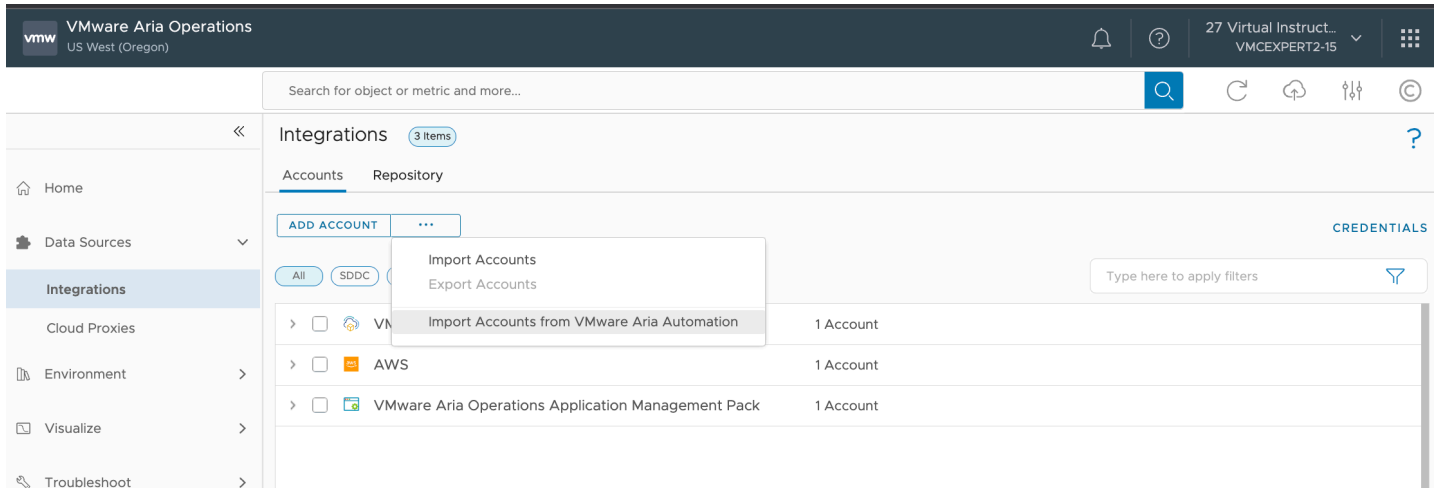 vmw
VMware Aria Operations
US West (Oregon)
27 Virtual Instruct...
VMCEXPERT2-15
Search for object or metric and more...
Integrations
3 Items
Accounts
Repository
Home
ADD ACCOUNT
...
CREDENTIALS
Data Sources
Import Accounts
Export Accounts
All
SDDC
Type here to apply filters
Integrations
Import Accounts from VMware Aria Automation
VM
1 Account
Cloud Proxies
AWS
1 Account
Environment
VMware Aria Operations Application Management Pack
1 Account
Visualize
Troubleshoot